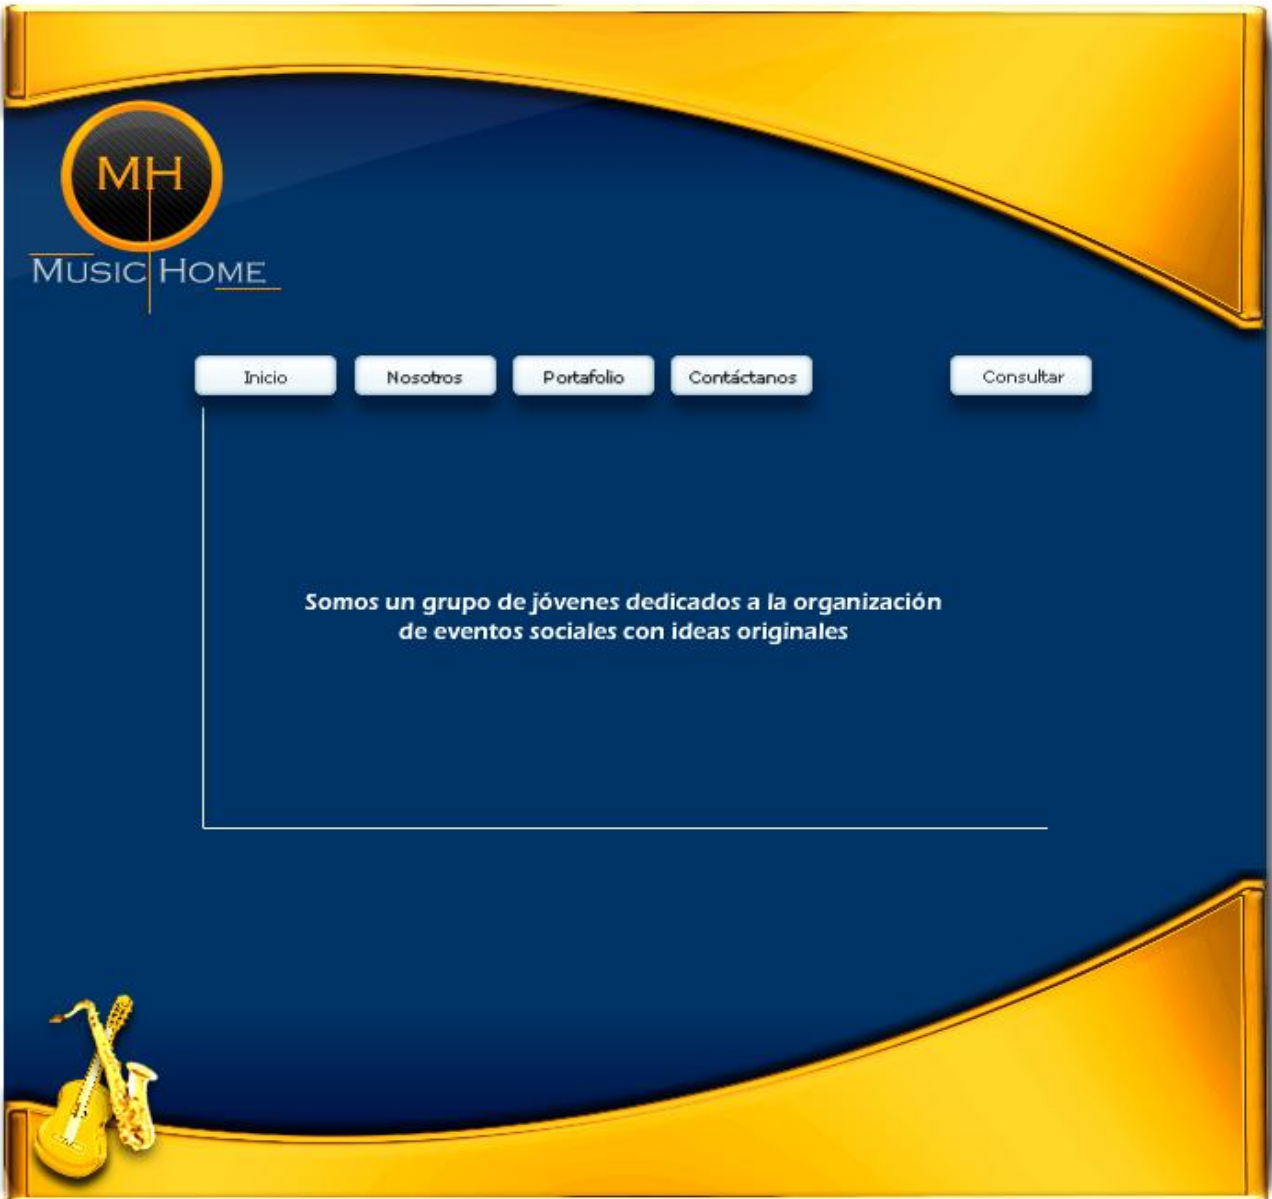 MH
MUSIC HOME
Inicio Nosotros Portafolio Contáctanos Consultar
Somos un grupo de jóvenes dedicados a la organización
de eventos sociales con ideas originales